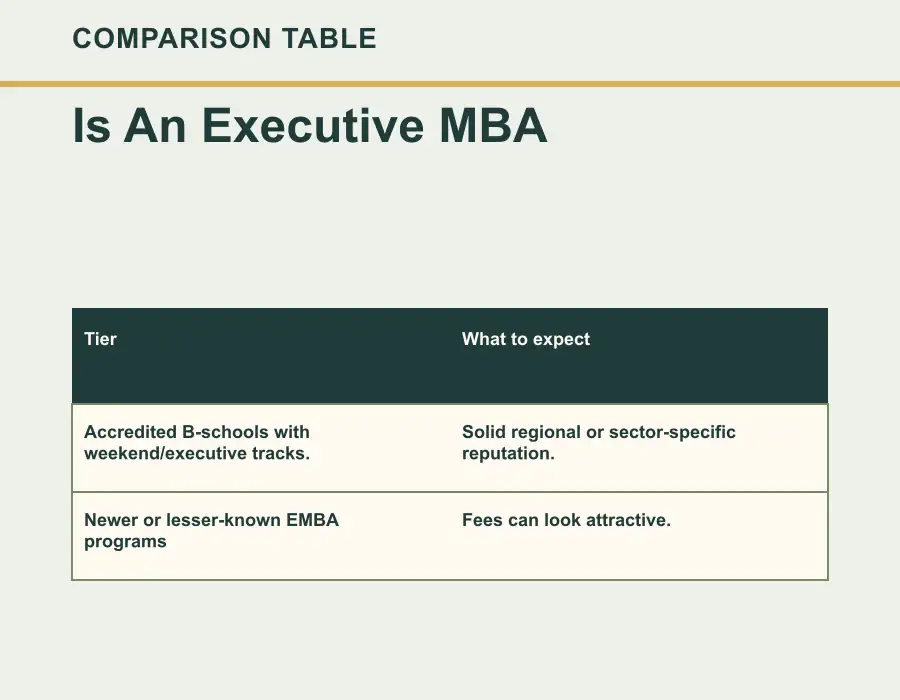 COMPARISON TABLE
Is An Executive MBA
Tier
What to expect
Accredited B-schools with
weekend/executive tracks.
Solid regional or sector-specific
reputation.
Newer or lesser-known EMBA
programs
Fees can look attractive.